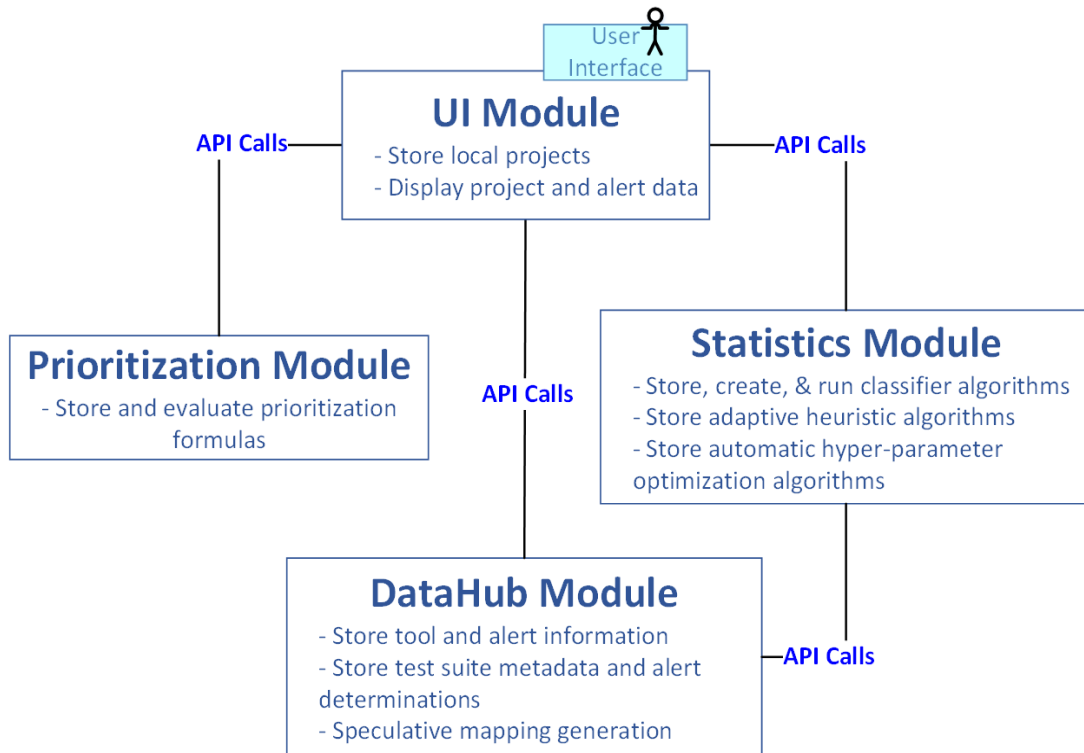 User
Interface
UI Module
- Store local projects
- Display project and alert data
API Calls
API Calls
Prioritization Module
- Store and evaluate prioritization
formulas
API Calls
Statistics Module
- Store, create, & run classifier algorithms
- Store adaptive heuristic algorithms
- Store automatic hyper-parameter
optimization algorithms
DataHub Module
- Store tool and alert information
- Store test suite metadata and alert
determinations
- Speculative mapping generation
API Calls